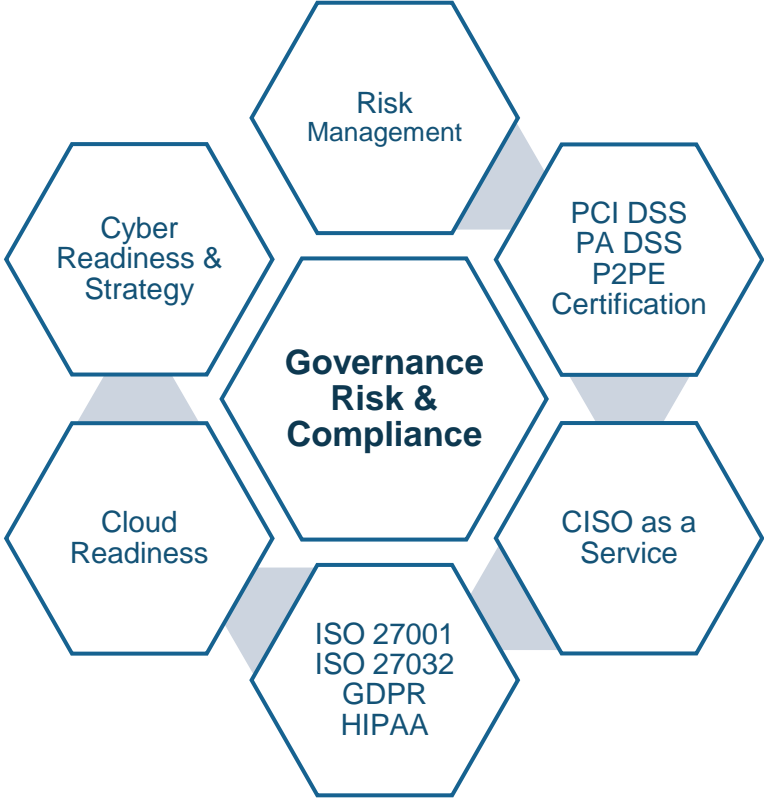 Risk
Management
PCI DSS
PA DSS
P2PE
Certification
Cyber
Readiness &
Strategy
Governance
Risk &
Compliance
Cloud
Readiness
CISO as a
Service
ISO 27001
ISO 27032
GDPR
HIPAA